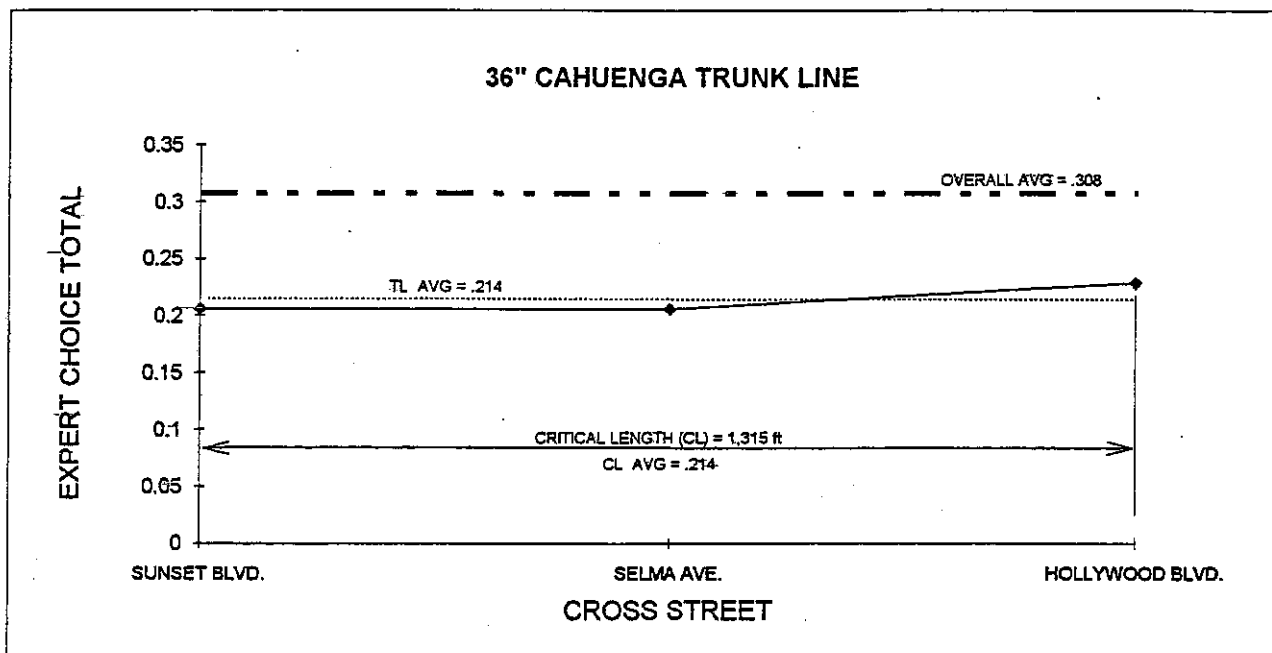 36" CAHUENGA TRUNK LINE
EXPERT CHOICE TOTAL
0.35
0.3
0.25
0.2
0.15
0.1
0.05
0
OVERALL AVG = .308
TL AVG = .214
CRITICAL LENGTH (CL) = 1,315 ft
CL AVG = .214
SUNSET BLVD.
SELMA AVE.
HOLLYWOOD BLVD.
CROSS STREET